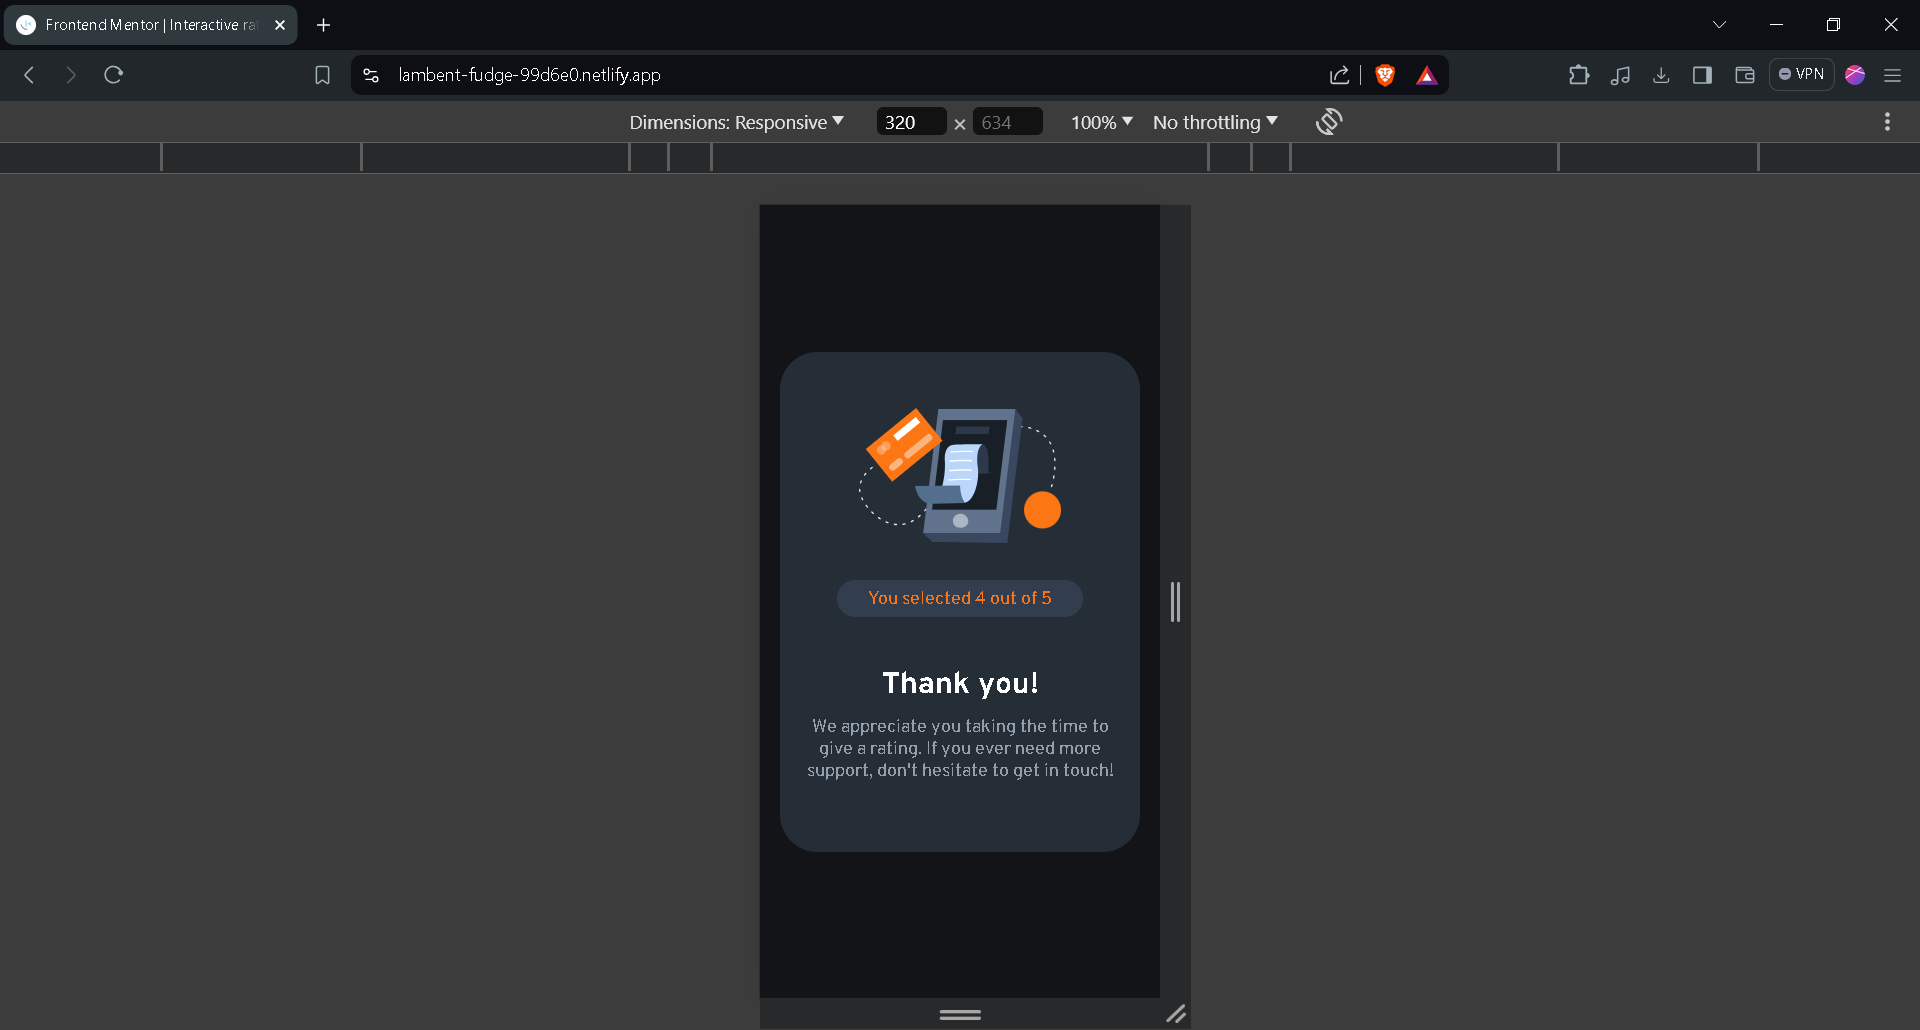 Frontend Mentor | Interactive ra
lambent-fudge-99d6e0.netlify.app
VPN
Dimensions: Responsive 320 × 634 100% No throttling
You selected 4 out of 5
Thank you!
We appreciate you taking the time to
give a rating. If you ever need more
support, don't hesitate to get in touch!